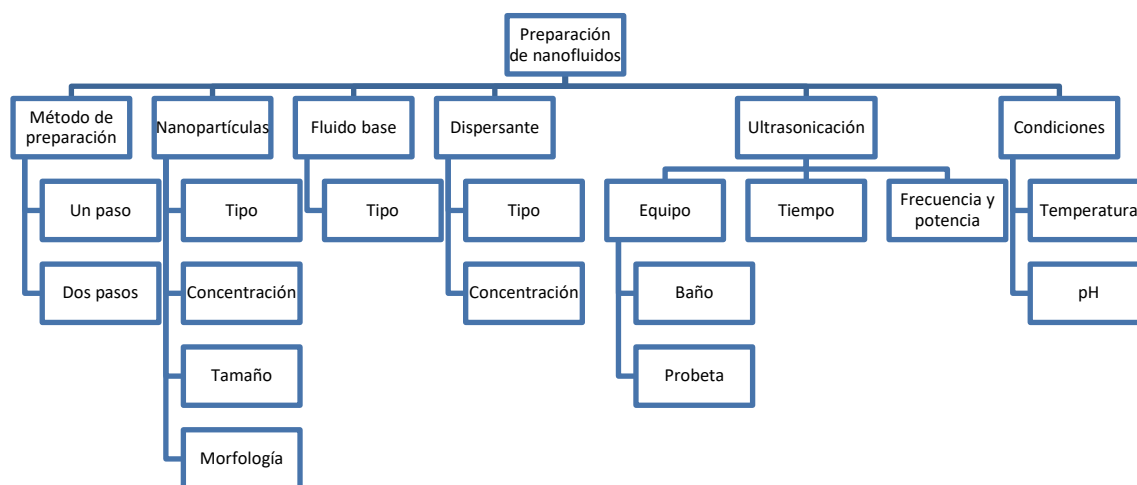 Preparación
de nanofluidos
Método de
preparación
Nanopartículas
Fluido base
Dispersante
Ultrasonicación
Condiciones
Un paso
Tipo
Tipo
Tipo
Equipo
Tiempo
Frecuencia y
potencia
Temperatura
Dos pasos
Concentración
Concentración
Baño
pH
Tamaño
Probeta
Morfología